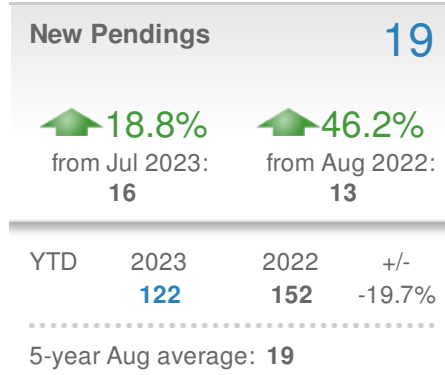 New Pendings 19
18.8% 46.2%
from Jul 2023: from Aug 2022:
16 13
YTD 2023 2022 +/-
122 152 -19.7%
5-year Aug average: 19